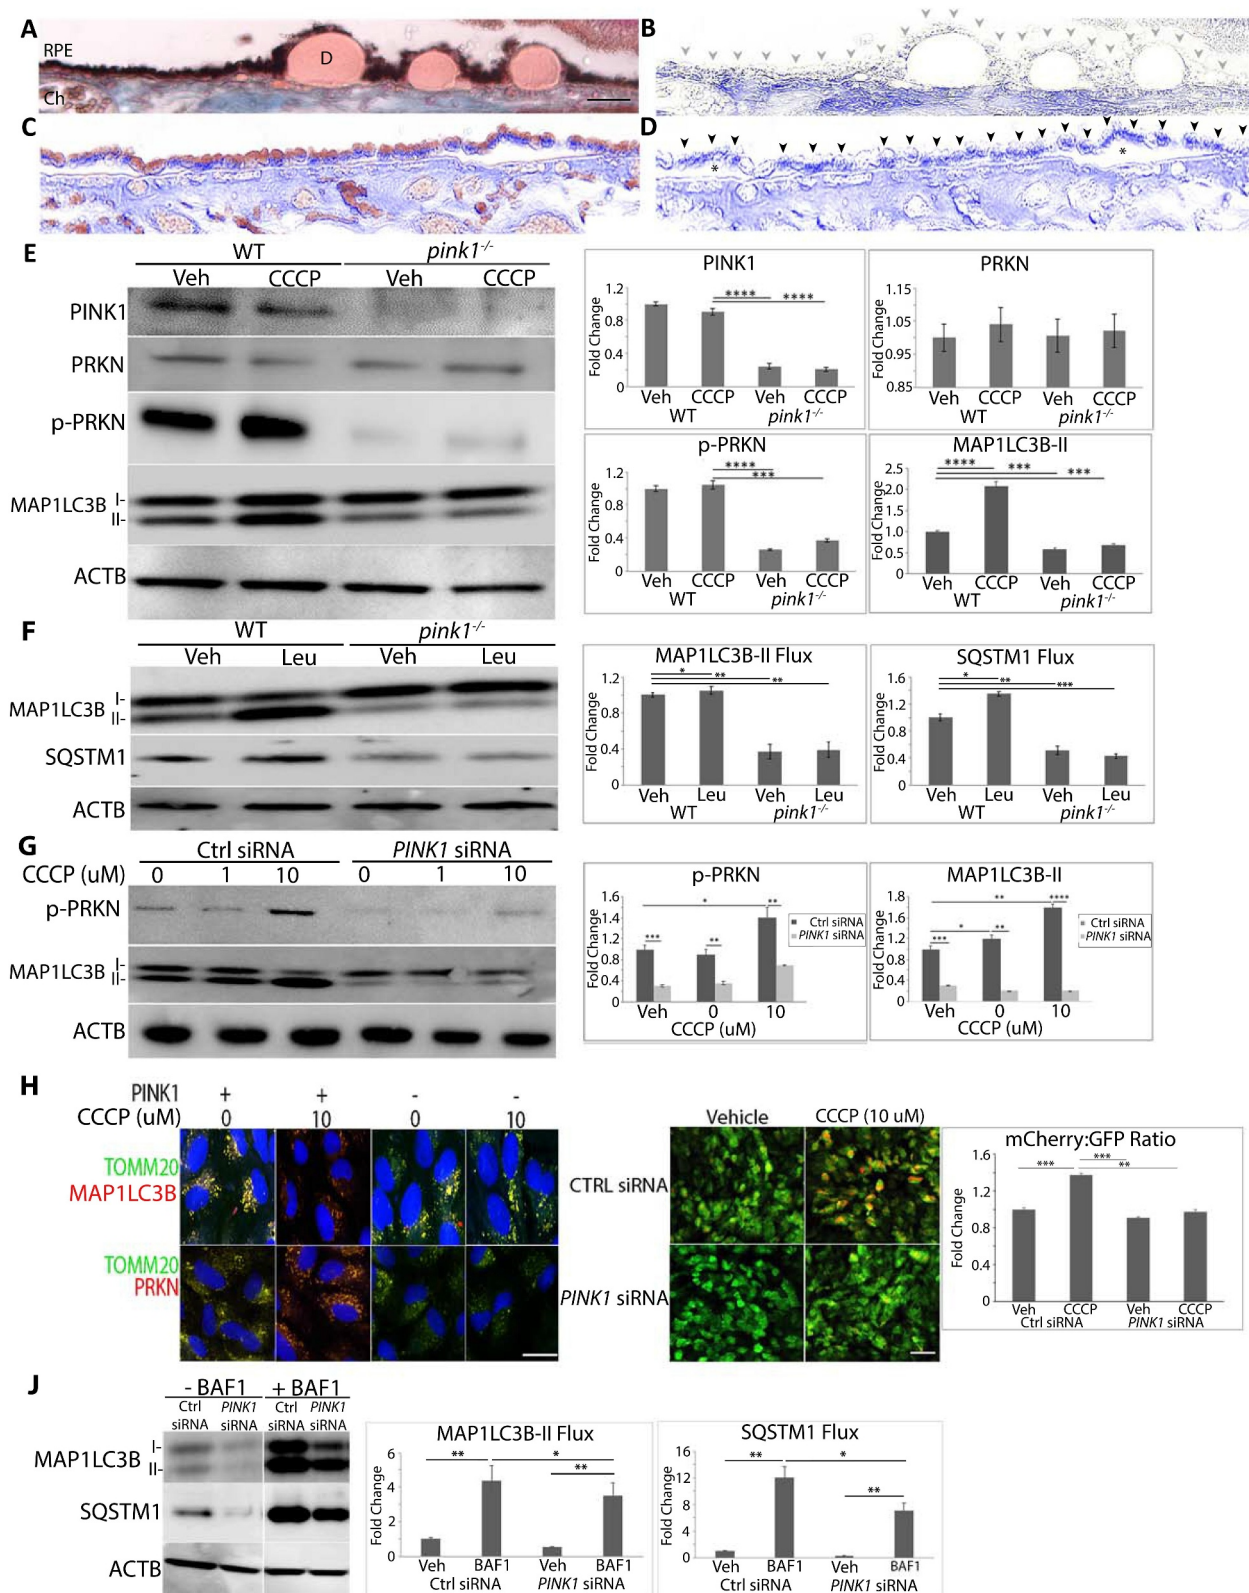 A
B
RPE
D
Ch
C
D
*
*
E
WT
pink1-/-
Veh
CCCP
Veh
CCCP
PINK1
PRKN
p-PRKN
MAP1LC3B
I-
II-
ACTB
PINK1
Fold Change
1.2
0.8
0.4
0
****
****
Veh
CCCP
Veh
CCCP
WT
pink1-/-
PRKN
Fold Change
1.15
1.05
0.95
0.85
Veh
CCCP
Veh
CCCP
WT
pink1-/-
p-PRKN
Fold Change
1.2
0.8
0.4
0
****
***
Veh
CCCP
Veh
CCCP
WT
pink1-/-
MAP1LC3B-II
Fold Change
2.5
2.0
1.5
1.0
0.5
0
****
***
***
Veh
CCCP
Veh
CCCP
WT
pink1-/-
F
WT
pink1-/-
Veh
Leu
Veh
Leu
MAP1LC3B
I-
II-
SQSTM1
ACTB
MAP1LC3B-II Flux
Fold Change
1.2
0.8
0.4
0
*
**
**
Veh
Leu
Veh
Leu
WT
pink1-/-
SQSTM1 Flux
Fold Change
1.6
1.2
0.8
0.4
0
*
**
***
Veh
Leu
Veh
Leu
WT
pink1-/-
G
Ctrl siRNA
PINK1 siRNA
CCCP (uM)
0
1
10
0
1
10
p-PRKN
MAP1LC3B
I-
II-
ACTB
p-PRKN
Fold Change
1.6
1.2
0.8
0.4
0
***
**
*
**
Ctrl siRNA
PINK1 siRNA
Veh
0
10
CCCP (uM)
MAP1LC3B-II
Fold Change
1.8
1.6
1.2
0.8
0.4
0
***
*
**
**
****
Ctrl siRNA
PINK1 siRNA
Veh
0
10
CCCP (uM)
H
PINK1
+
+
-
-
CCCP (uM)
0
10
0
10
TOMM20
MAP1LC3B
TOMM20
PRKN
Vehicle
CCCP (10 uM)
CTRL siRNA
PINK1 siRNA
mCherry:GFP Ratio
Fold Change
1.6
1.2
0.8
0.4
0
***
***
**
Veh
CCCP
Veh
CCCP
Ctrl siRNA
PINK1 siRNA
J
- BAF1
+ BAF1
Ctrl siRNA
PINK1 siRNA
Ctrl siRNA
PINK1 siRNA
MAP1LC3B
I-
II-
SQSTM1
ACTB
MAP1LC3B-II Flux
Fold Change
6
4
2
0
**
*
**
Veh
BAF1
Veh
BAF1
Ctrl siRNA
PINK1 siRNA
SQSTM1 Flux
Fold Change
16
12
8
4
0
**
*
**
Veh
BAF1
Veh
BAF1
Ctrl siRNA
PINK1 siRNA